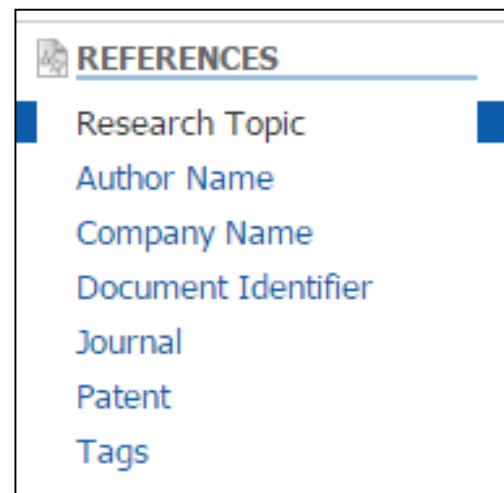 REFERENCES
Research Topic
Author Name
Company Name
Document Identifier
Journal
Patent
Tags